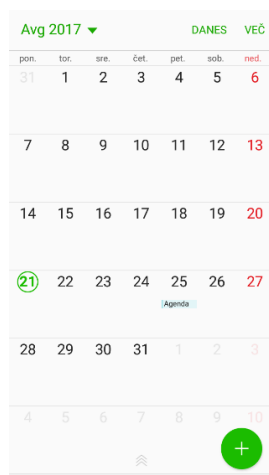 Avg 2017 DANES VEČ
pon. tor. sre. čet. pet. sob. ned.
31 1 2 3 4 5 6
7 8 9 10 11 12 13
14 15 16 17 18 19 20
21 22 23 24 25 26 27
Agenda
28 29 30 31 1 2 3
4 5 6 7 8 9 10